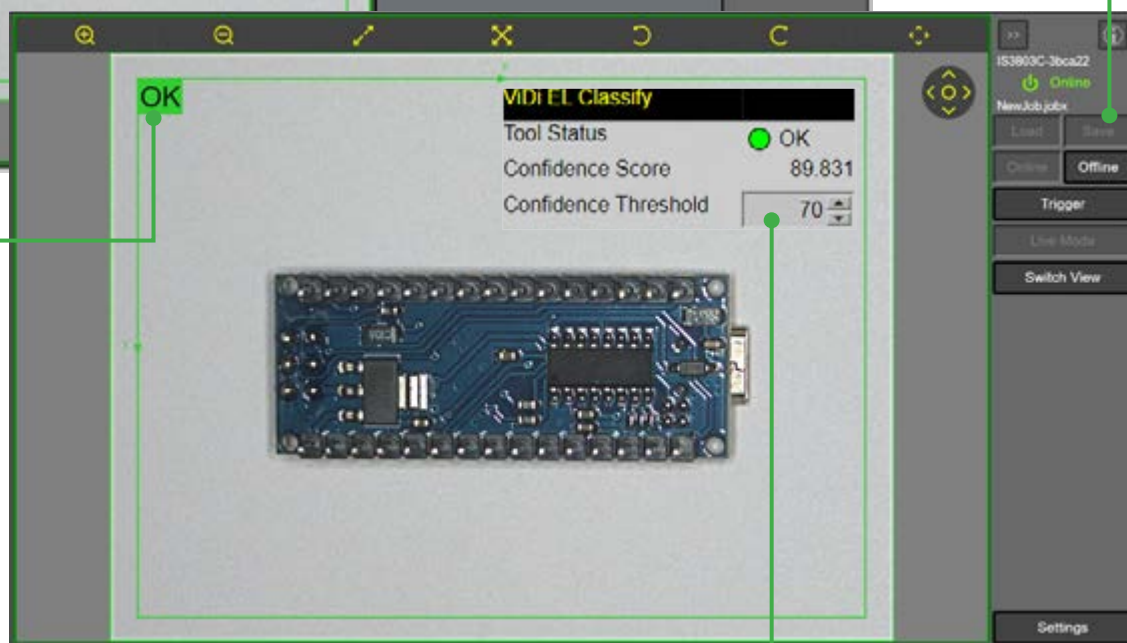 OK
ViDi EL Classify
Tool Status OK
Confidence Score 89.831
Confidence Threshold 70
>>
IS3803C-3bca22
Online
NewJob.jobx
Load Save
Online Offline
Trigger
Live Mode
Switch View
Settings